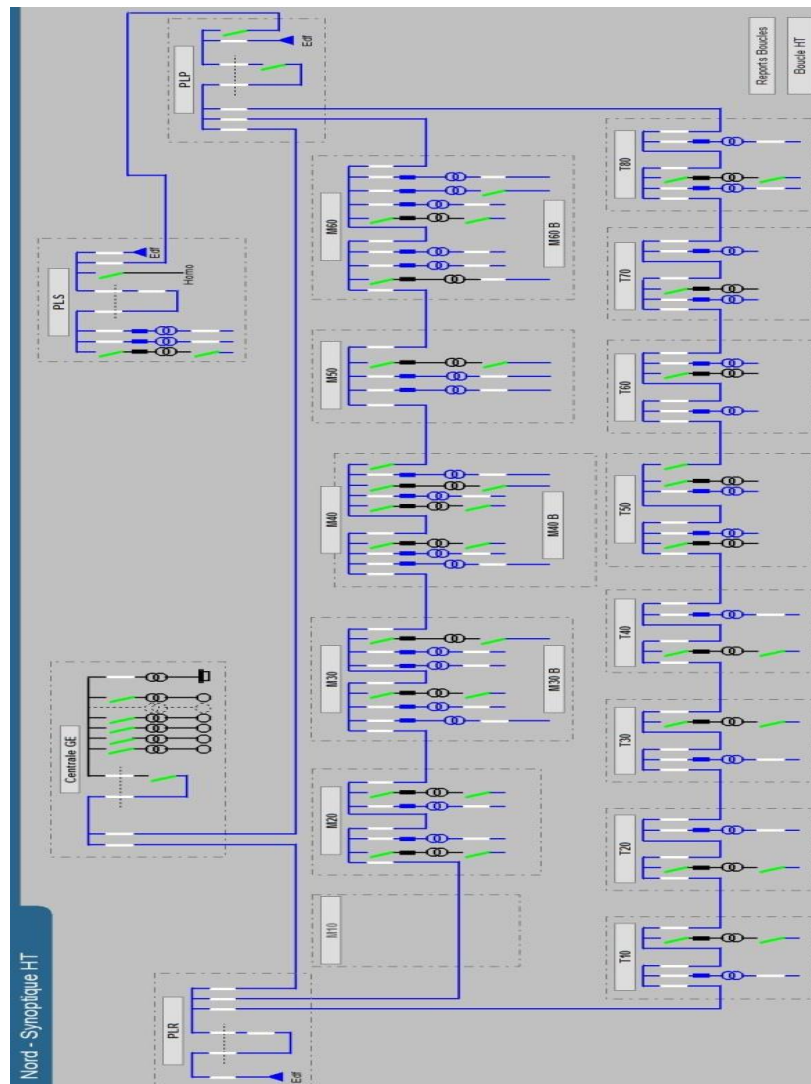 Nord - Synoptique HT
PLR
Edf
Centrale GE
PLS
Edf
Homo
PLP
Edf
M10
M20
M30
M30 B
M40
M40 B
M50
M60
M60 B
T10
T20
T30
T40
T50
T60
T70
T80
Reports Boucles
Boucle HT